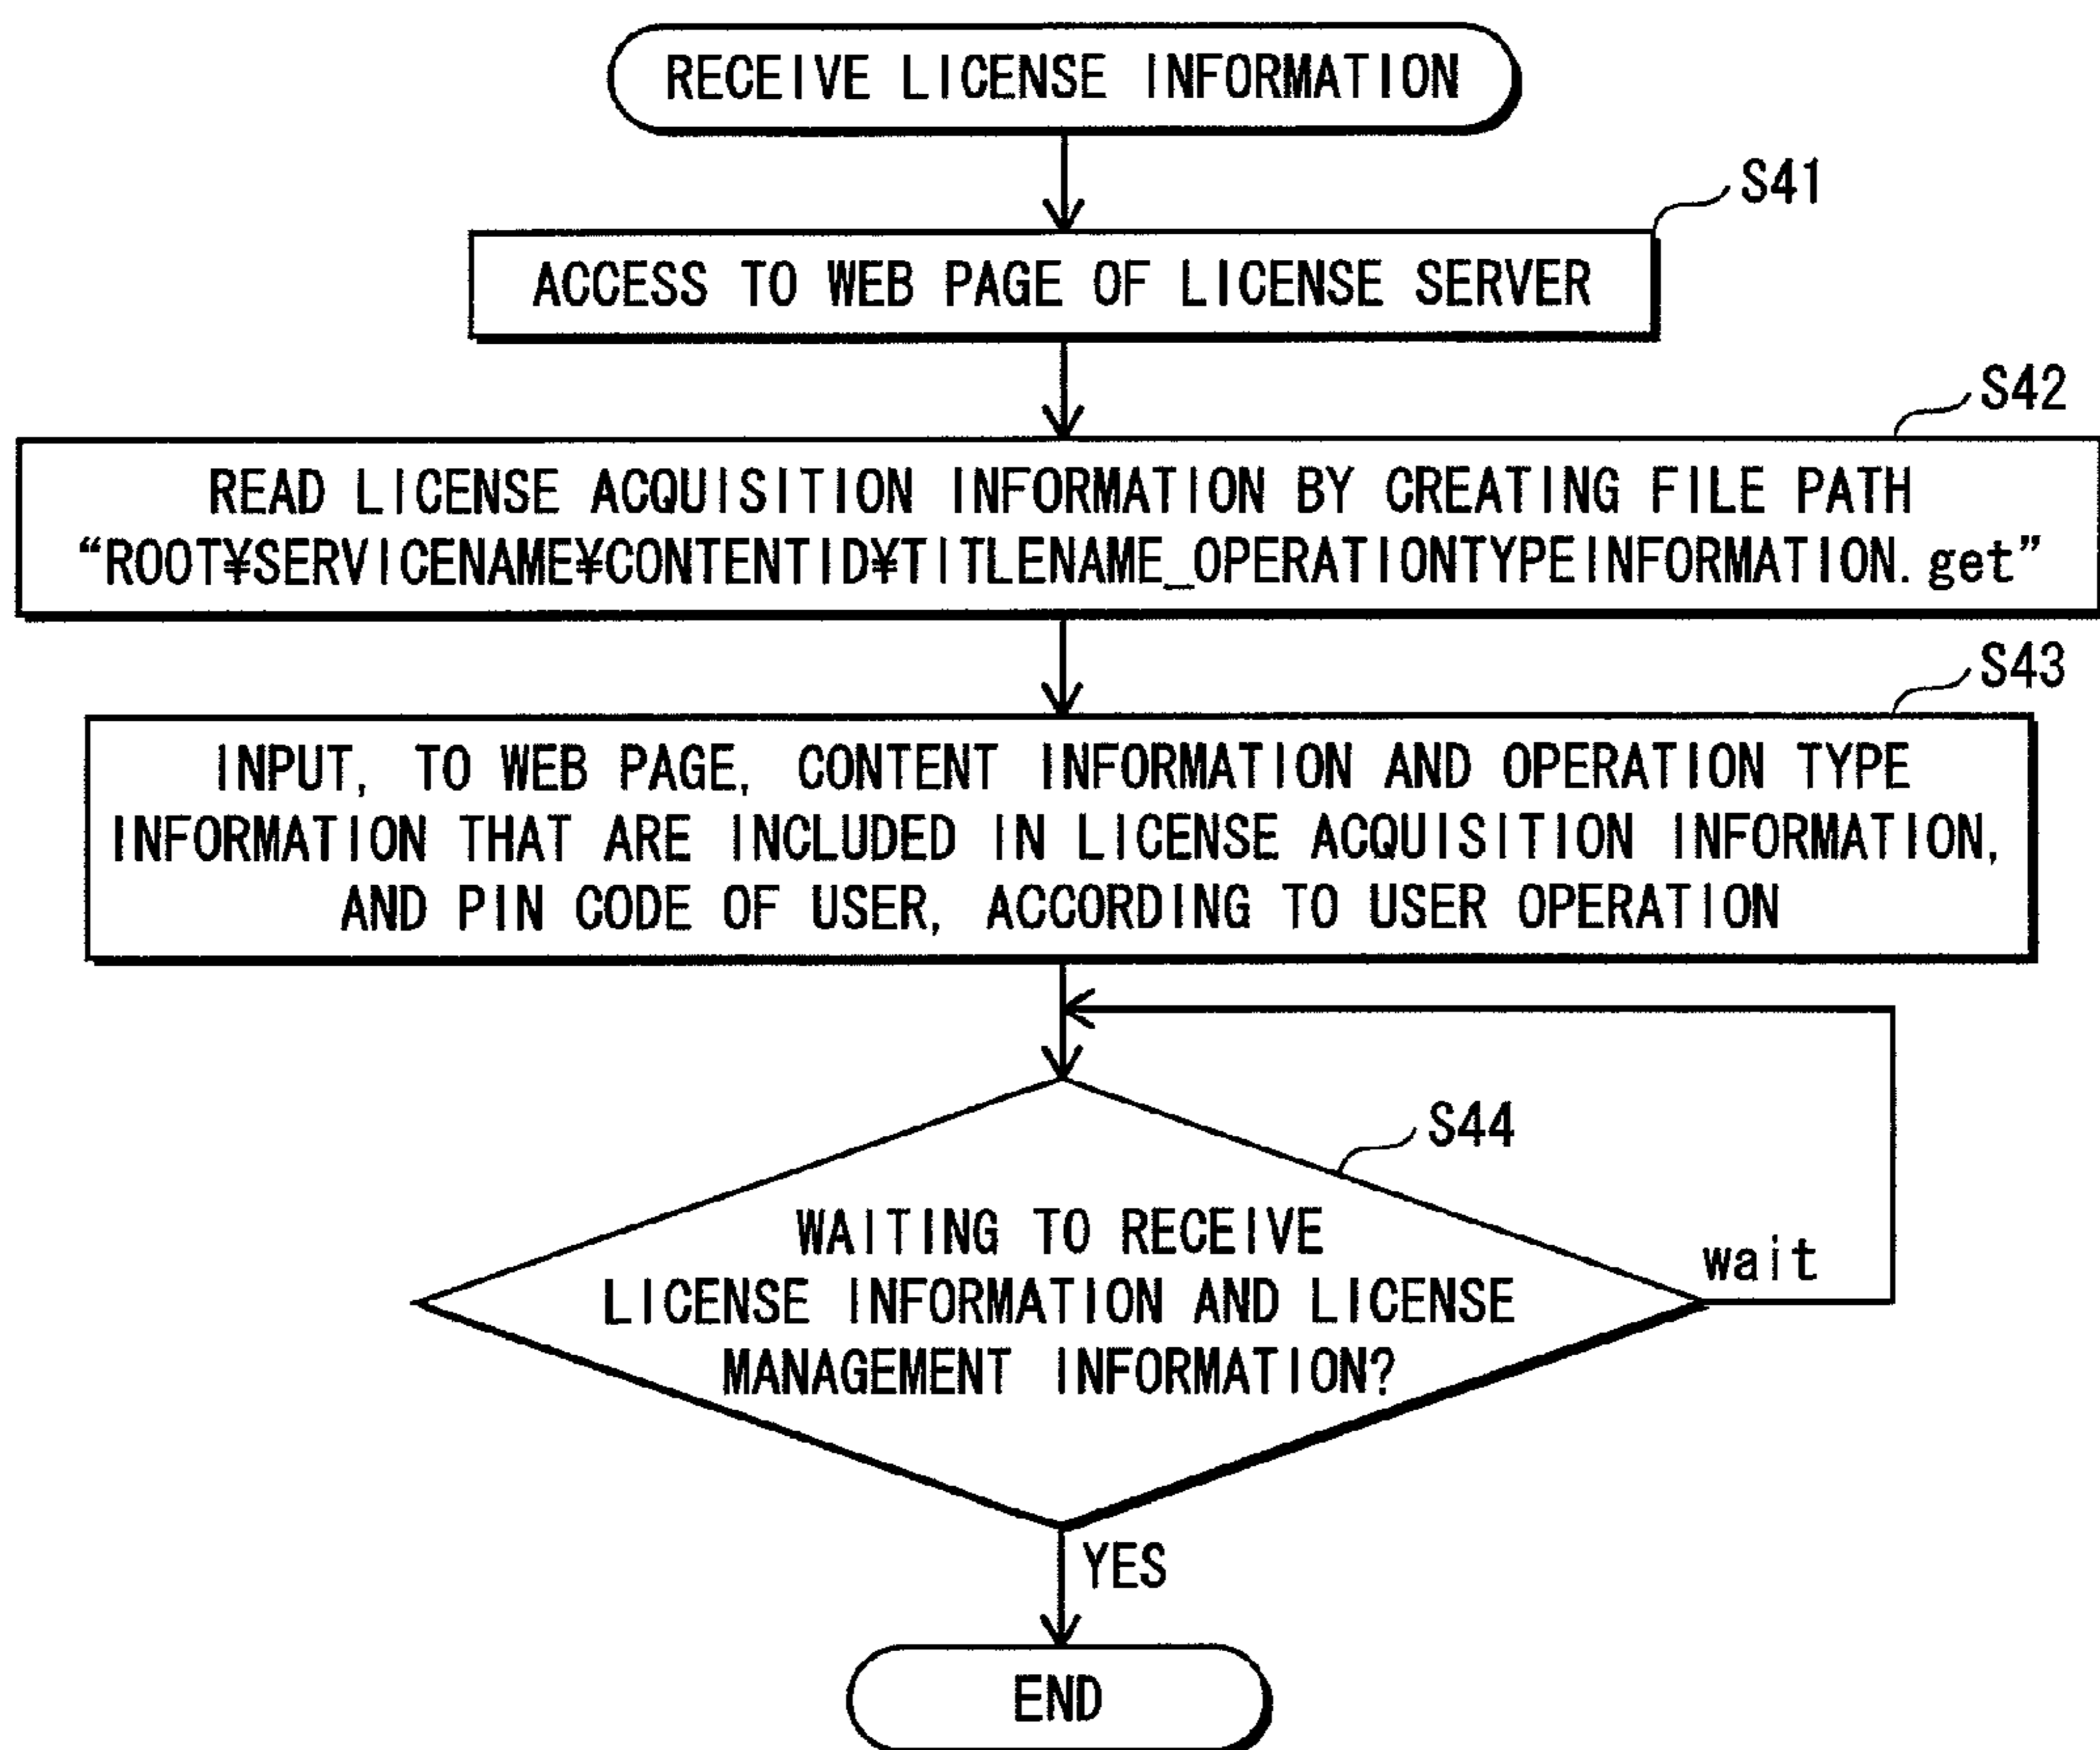 RECEIVE LICENSE INFORMATION
S41
ACCESS TO WEB PAGE OF LICENSE SERVER
S42
READ LICENSE ACQUISITION INFORMATION BY CREATING FILE PATH
“ROOT¥SERVICENAME¥CONTENTID¥TITLENAME_OPERATIONTYPEINFORMATION.get”
S43
INPUT, TO WEB PAGE, CONTENT INFORMATION AND OPERATION TYPE
INFORMATION THAT ARE INCLUDED IN LICENSE ACQUISITION INFORMATION,
AND PIN CODE OF USER, ACCORDING TO USER OPERATION
S44
WAITING TO RECEIVE
LICENSE INFORMATION AND LICENSE
MANAGEMENT INFORMATION?
wait
YES
END